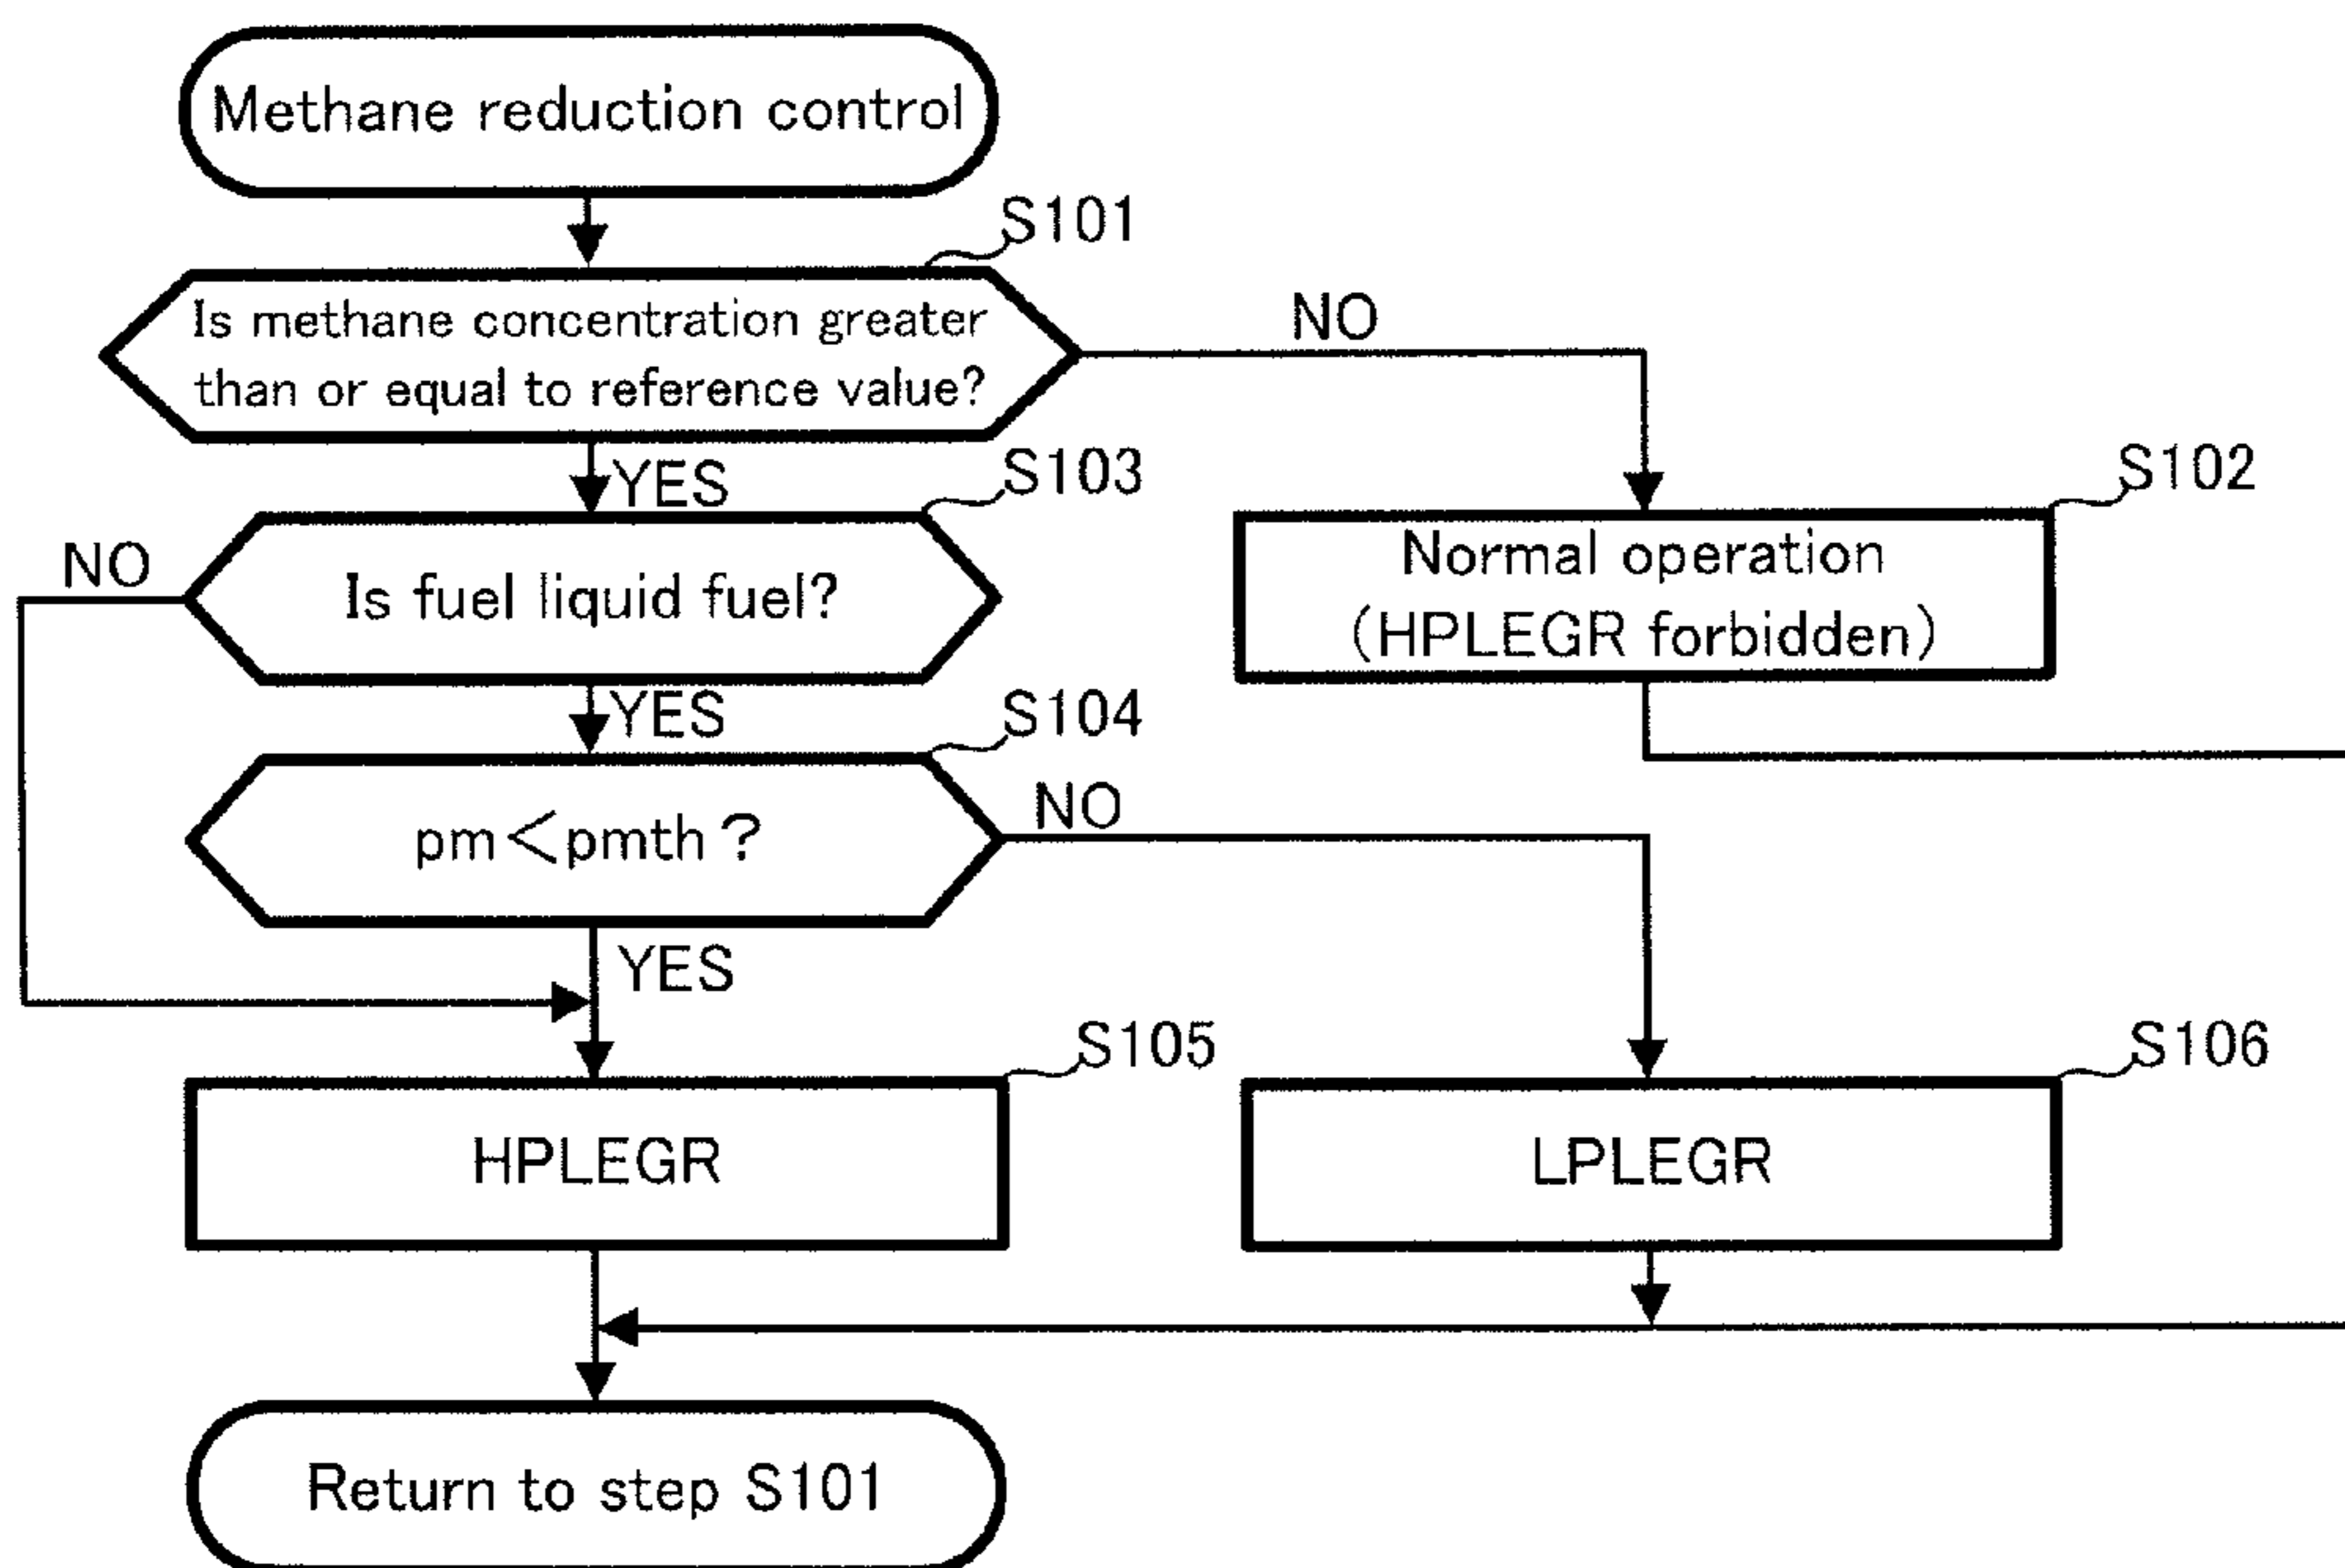 Methane reduction control
S101
Is methane concentration greater
than or equal to reference value?
NO
YES
S103
S102
NO
Is fuel liquid fuel?
Normal operation
(HPLEGR forbidden)
YES
S104
pm<pmth?
NO
YES
S105
S106
HPLEGR
LPLEGR
Return to step S101